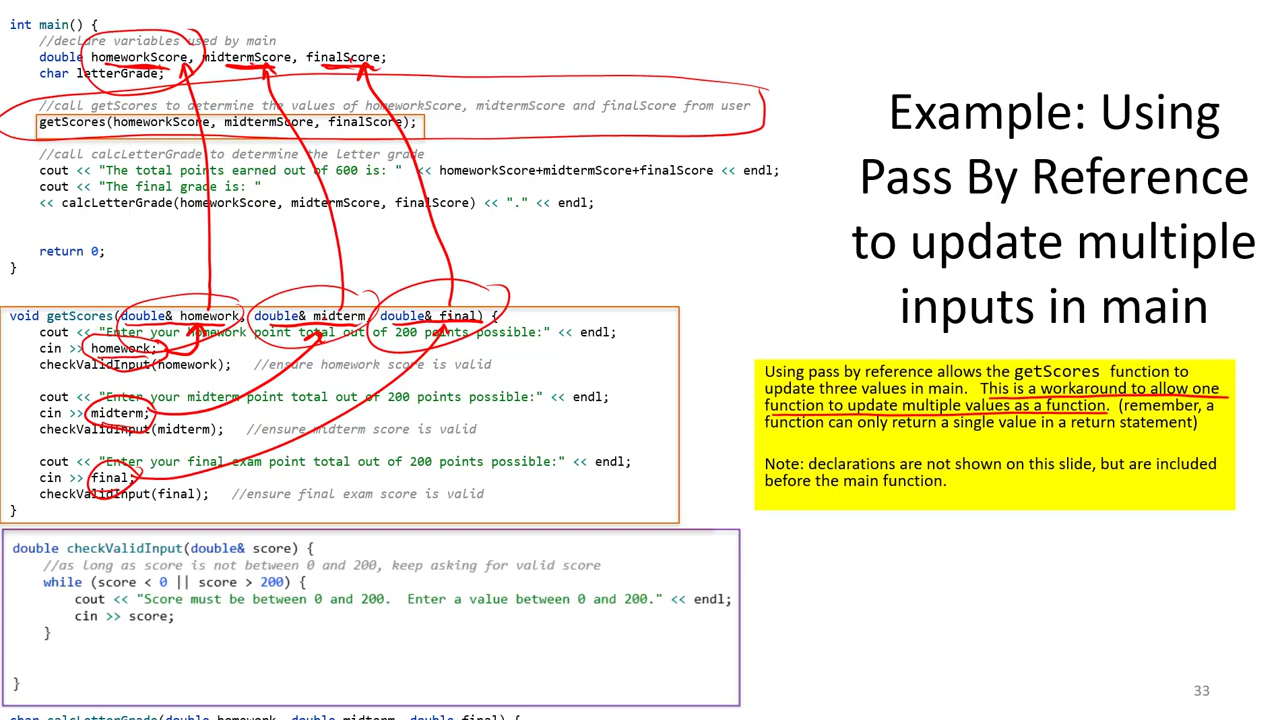 int main() {
//declare variables used by main
double homeworkScore, midtermScore, finalScore;
char letterGrade;
//call getScores to determine the values of homeworkScore, midtermScore and finalScore from user
getScores(homeworkScore, midtermScore, finalScore);
//call calcLetterGrade to determine the letter grade
cout << "The total points earned out of 600 is: " << homeworkScore+midtermScore+finalScore << endl;
cout << "The final grade is: "
<< calcLetterGrade(homeworkScore, midtermScore, finalScore) << "." << endl;
return 0;
}
void getScores(double& homework, double& midterm, double& final) {
cout << "Enter your homework point total out of 200 points possible:" << endl;
cin >> homework;
checkValidInput(homework); //ensure homework score is valid
cout << "Enter your midterm point total out of 200 points possible:" << endl;
cin >> midterm;
checkValidInput(midterm); //ensure midterm score is valid
cout << "Enter your final exam point total out of 200 points possible:" << endl;
cin >> final;
checkValidInput(final); //ensure final exam score is valid
}
double checkValidInput(double& score) {
//as long as score is not between 0 and 200, keep asking for valid score
while (score < 0 || score > 200) {
cout << "Score must be between 0 and 200. Enter a value between 0 and 200." << endl;
cin >> score;
}
}
char calcLetterGrade(double homework, double midterm, double final) {
Example: Using
Pass By Reference
to update multiple
inputs in main
Using pass by reference allows the getScores function to
update three values in main. This is a workaround to allow one
function to update multiple values as a function. (remember, a
function can only return a single value in a return statement)
Note: declarations are not shown on this slide, but are included
before the main function.
33